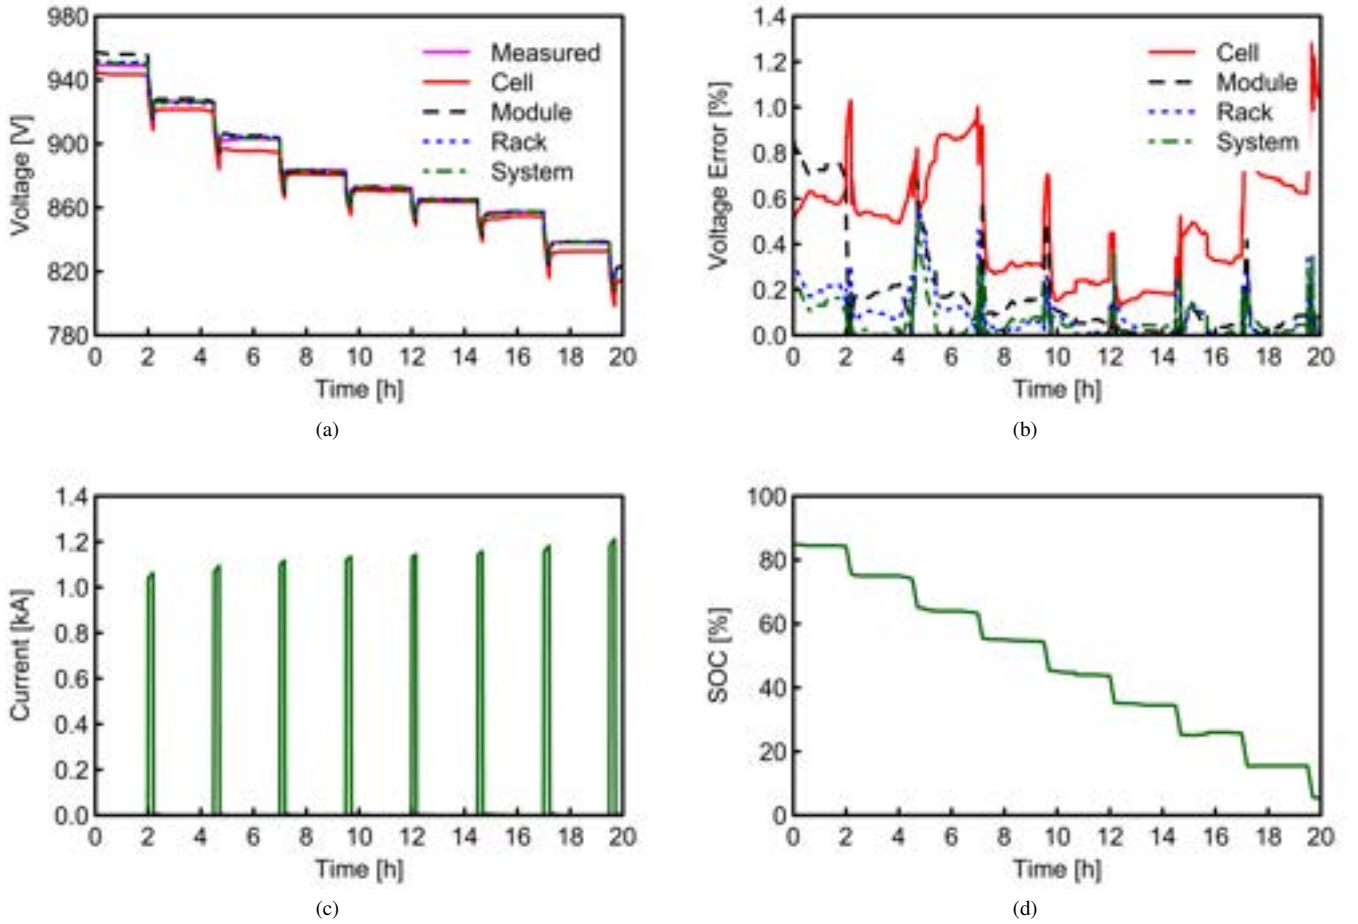 980
940
900
860
820
780
Voltage [V]
Measured
Cell
Module
Rack
System
0 2 4 6 8 10 12 14 16 18 20
Time [h]
(a)
1.4
1.2
1.0
0.8
0.6
0.4
0.2
0.0
Voltage Error [%]
Cell
Module
Rack
System
0 2 4 6 8 10 12 14 16 18 20
Time [h]
(b)
1.4
1.2
1.0
0.8
0.6
0.4
0.2
0.0
Current [kA]
0 2 4 6 8 10 12 14 16 18 20
Time [h]
(c)
100
80
60
40
20
0
SOC [%]
0 2 4 6 8 10 12 14 16 18 20
Time [h]
(d)